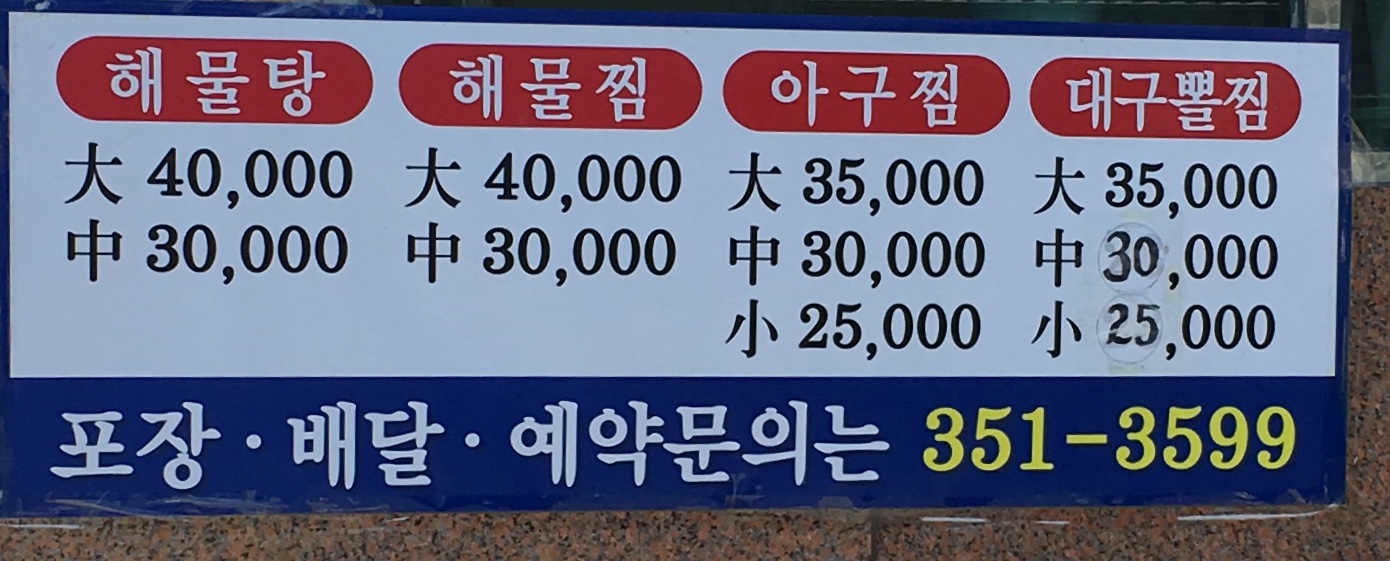 해물탕 해물찜 아구찜 대구뽈찜
大 40,000 大 40,000 大 35,000 大 35,000
中 30,000 中 30,000 中 30,000 中 30,000
小 25,000 小 25,000
포장·배달·예약문의는 351-3599